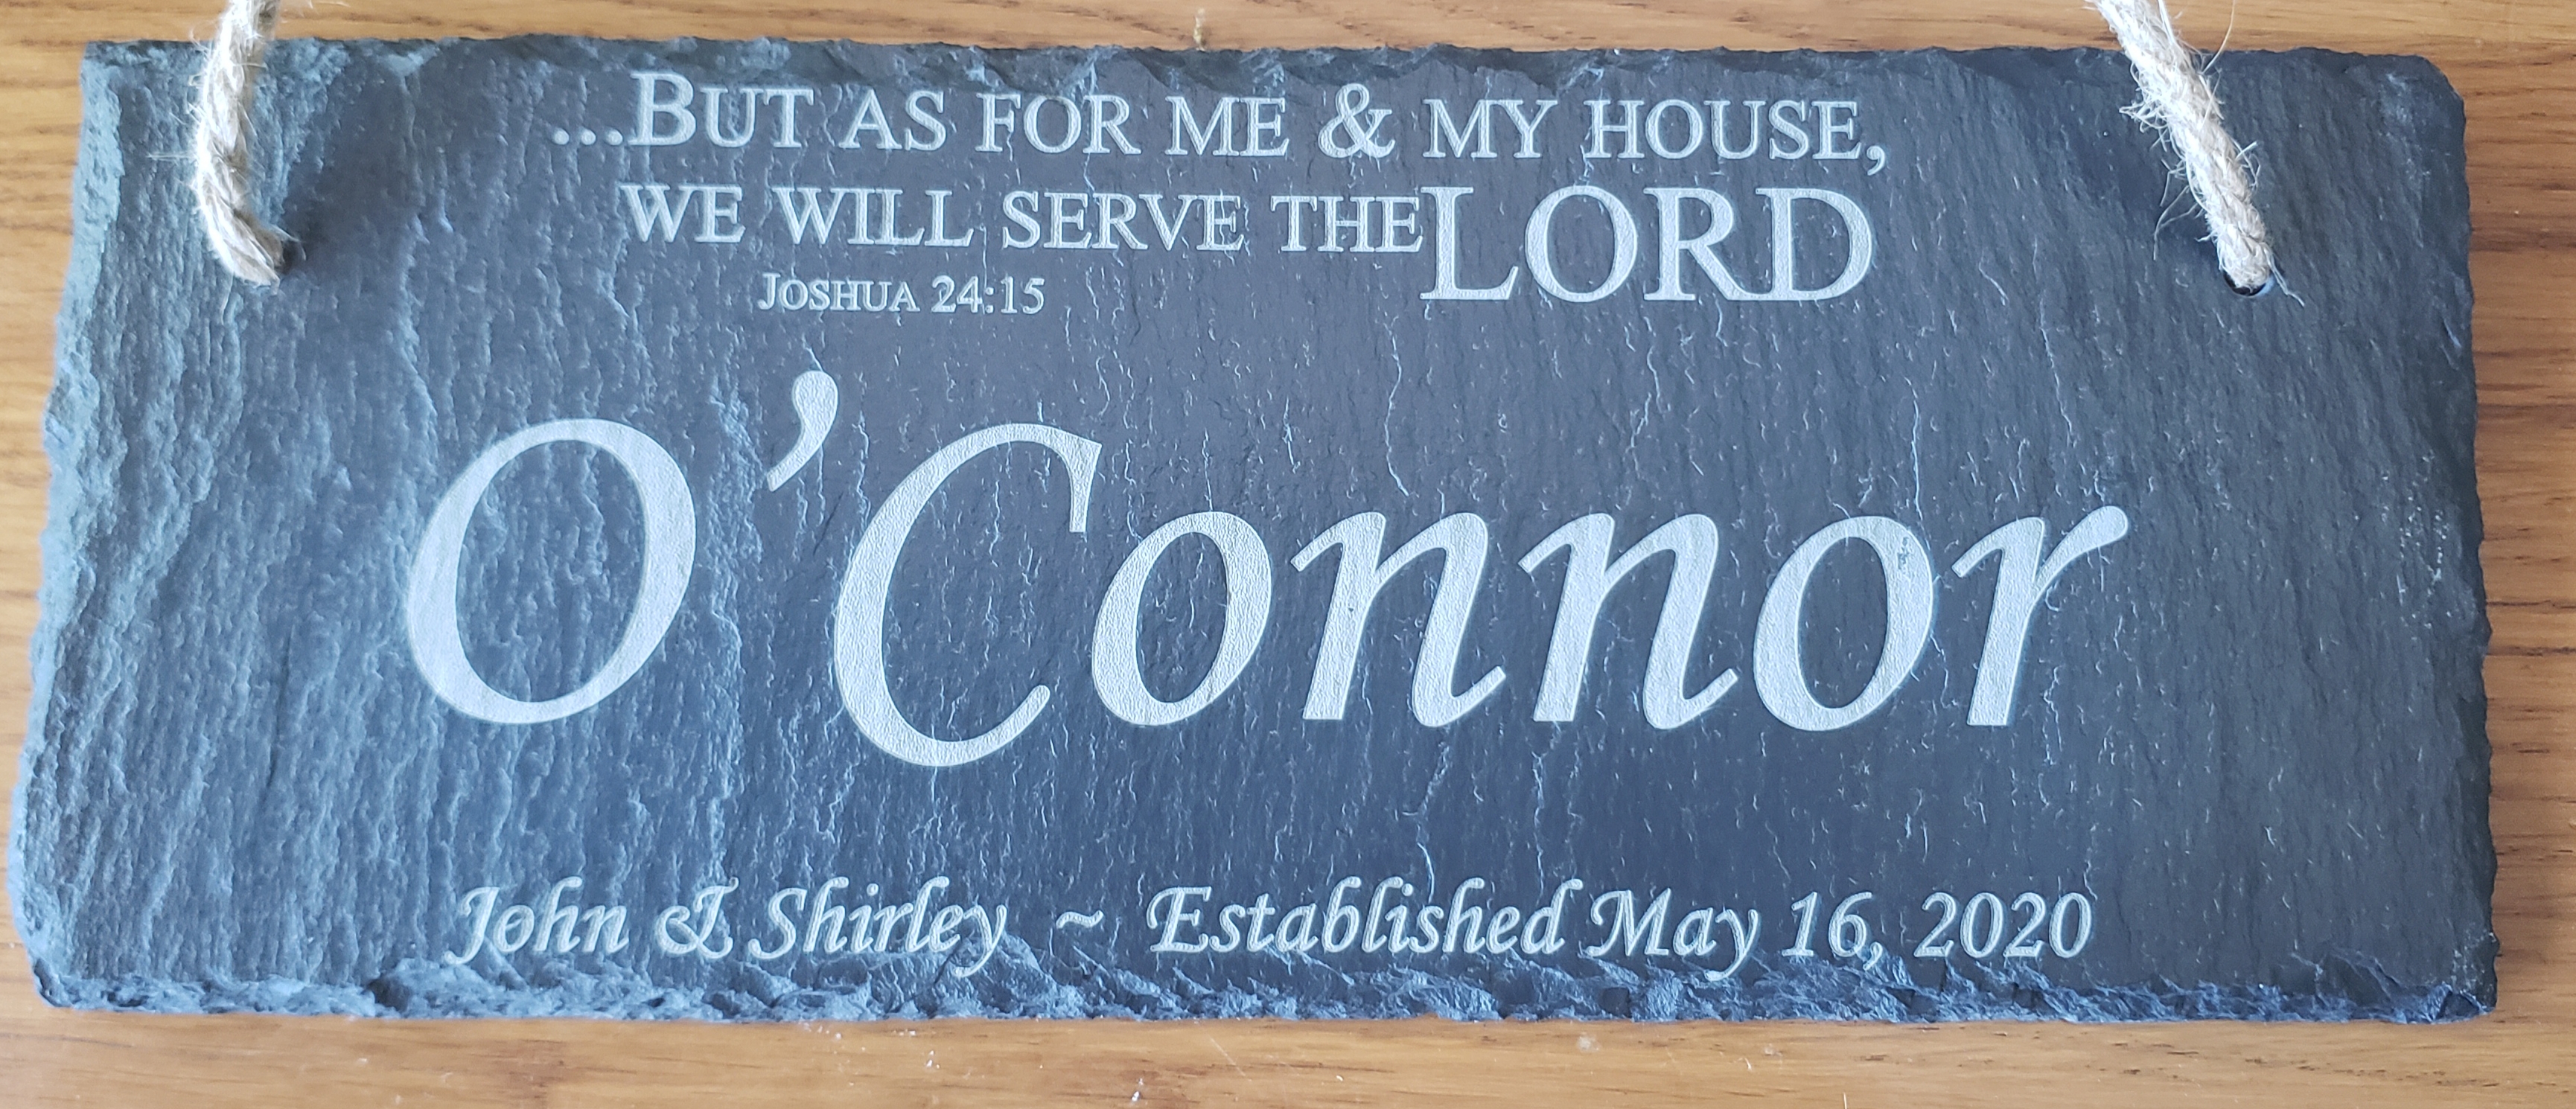 ...But as for me & my house,
we will serve the LORD
Joshua 24:15
O'Connor
John & Shirley ~ Established May 16, 2020